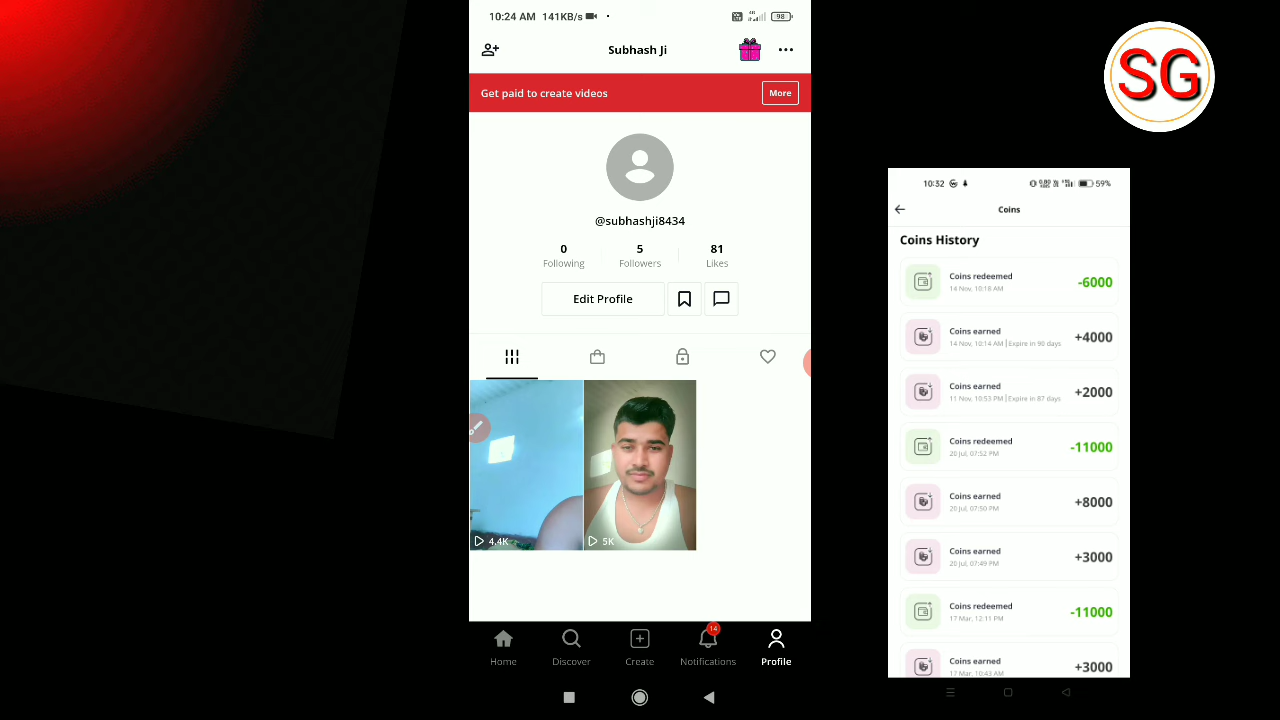 10:24 AM 141KB/s
98
Subhash Ji
Get paid to create videos
More
@subhashji8434
0
5
81
Following
Followers
Likes
Edit Profile
4.4K
5K
Home
Discover
Create
14
Notifications
Profile
SG
10:32
59%
Coins
Coins History
Coins redeemed
14 Nov, 10:18 AM
-6000
Coins earned
14 Nov, 10:14 AM | Expire in 90 days
+4000
Coins earned
11 Nov, 10:53 PM | Expire in 87 days
+2000
Coins redeemed
20 Jul, 07:52 PM
-11000
Coins earned
20 Jul, 07:50 PM
+8000
Coins earned
20 Jul, 07:49 PM
+3000
Coins redeemed
17 Mar, 12:11 PM
-11000
Coins earned
17 Mar, 10:43 AM
+3000